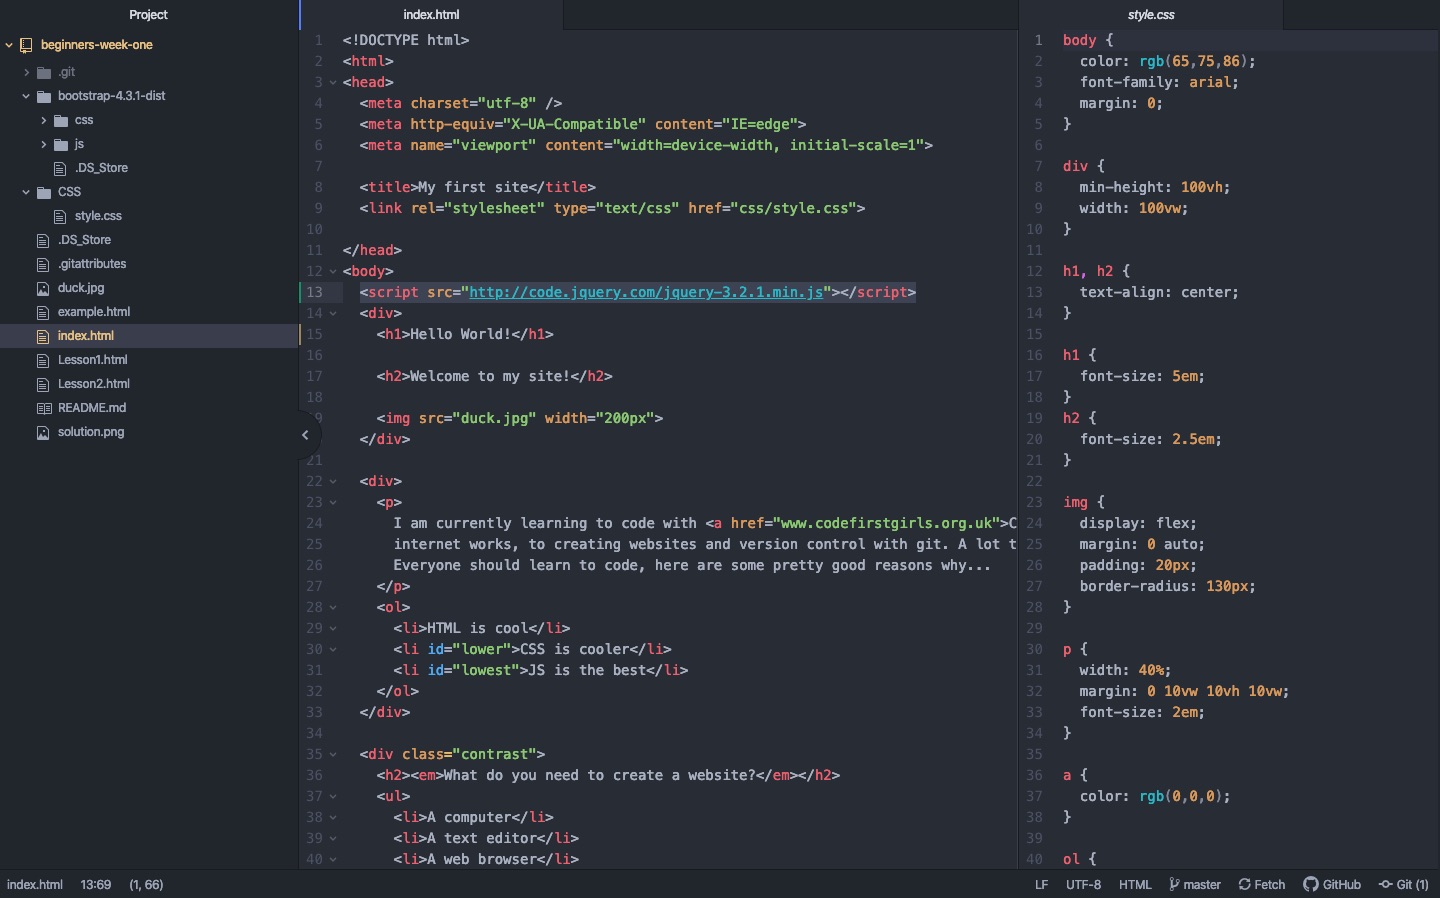 Project
beginners-week-one
.git
bootstrap-4.3.1-dist
css
js
.DS_Store
CSS
style.css
.DS_Store
.gitattributes
duck.jpg
example.html
index.html
Lesson1.html
Lesson2.html
README.md
solution.png
index.html
1 <!DOCTYPE html>
2 <html>
3 <head>
4 <meta charset="utf-8" />
5 <meta http-equiv="X-UA-Compatible" content="IE=edge">
6 <meta name="viewport" content="width=device-width, initial-scale=1">
7
8 <title>My first site</title>
9 <link rel="stylesheet" type="text/css" href="css/style.css">
10
11 </head>
12 <body>
13 <script src="http://code.jquery.com/jquery-3.2.1.min.js"></script>
14 <div>
15 <h1>Hello World!</h1>
16
17 <h2>Welcome to my site!</h2>
18
9 <img src="duck.jpg" width="200px">
</div>
21
22 <div>
23 <p>
24 I am currently learning to code with <a href="www.codefirstgirls.org.uk">C
25 internet works, to creating websites and version control with git. A lot t
26 Everyone should learn to code, here are some pretty good reasons why...
27 </p>
28 <ol>
29 <li>HTML is cool</li>
30 <li id="lower">CSS is cooler</li>
31 <li id="lowest">JS is the best</li>
32 </ol>
33 </div>
34
35 <div class="contrast">
36 <h2><em>What do you need to create a website?</em></h2>
37 <ul>
38 <li>A computer</li>
39 <li>A text editor</li>
40 <li>A web browser</li>
style.css
1 body {
2 color: rgb(65,75,86);
3 font-family: arial;
4 margin: 0;
5 }
6
7 div {
8 min-height: 100vh;
9 width: 100vw;
10 }
11
12 h1, h2 {
13 text-align: center;
14 }
15
16 h1 {
17 font-size: 5em;
18 }
19 h2 {
20 font-size: 2.5em;
21 }
22
23 img {
24 display: flex;
25 margin: 0 auto;
26 padding: 20px;
27 border-radius: 130px;
28 }
29
30 p {
31 width: 40%;
32 margin: 0 10vw 10vh 10vw;
33 font-size: 2em;
34 }
35
36 a {
37 color: rgb(0,0,0);
38 }
39
40 ol {
index.html 13:69 (1, 66) LF UTF-8 HTML master Fetch GitHub Git (1)